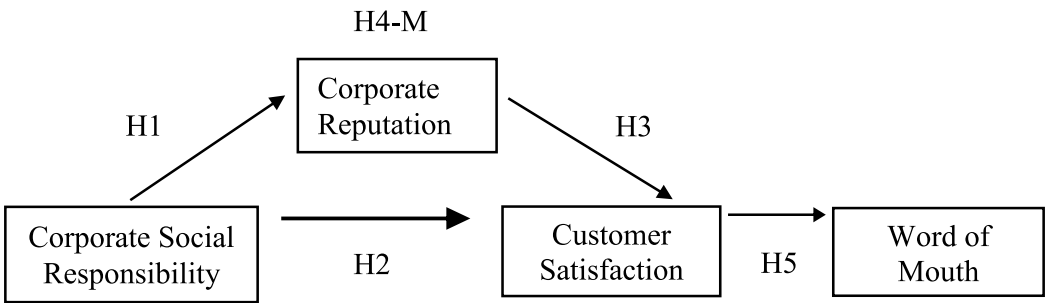 H4-M
Corporate
Reputation
H1
H3
Corporate Social
Responsibility
H2
Customer
Satisfaction
H5
Word of
Mouth